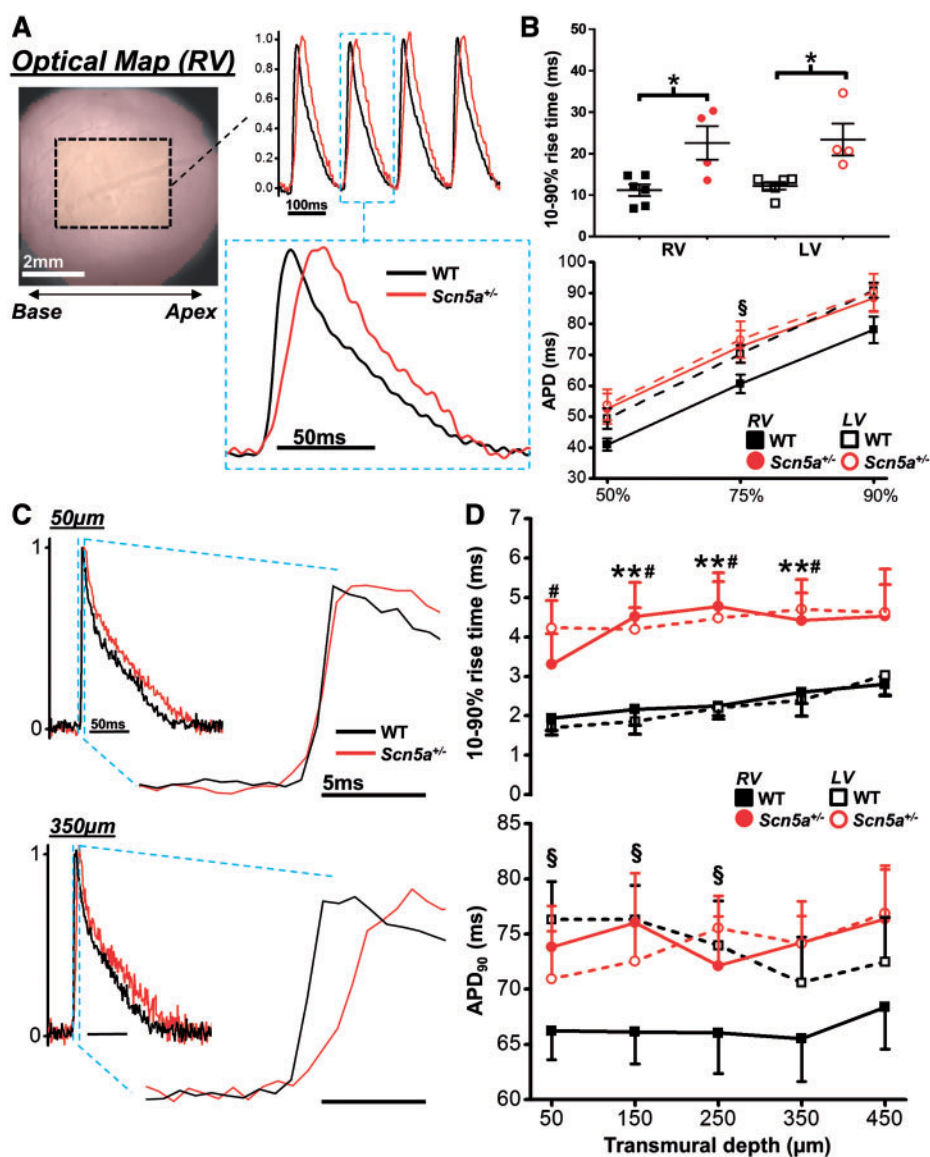 A
Optical Map (RV)
2mm
Base Apex
1.0
0.8
0.6
0.4
0.2
0.0
100ms
WT
Scn5a+/-
50ms
B
10-90% rise time (ms)
50
40
30
20
10
0
*
*
RV LV
APD (ms)
100
90
80
70
60
50
40
30
§
RV LV
WT WT
Scn5a+/- Scn5a+/-
50% 75% 90%
C
50µm
1
0
50ms
WT
Scn5a+/-
5ms
350µm
1
0
D
10-90% rise time (ms)
7
6
5
4
3
2
1
0
# **# **# **#
RV LV
WT WT
Scn5a+/- Scn5a+/-
APD90 (ms)
85
80
75
70
65
60
§ § §
50 150 250 350 450
Transmural depth (µm)